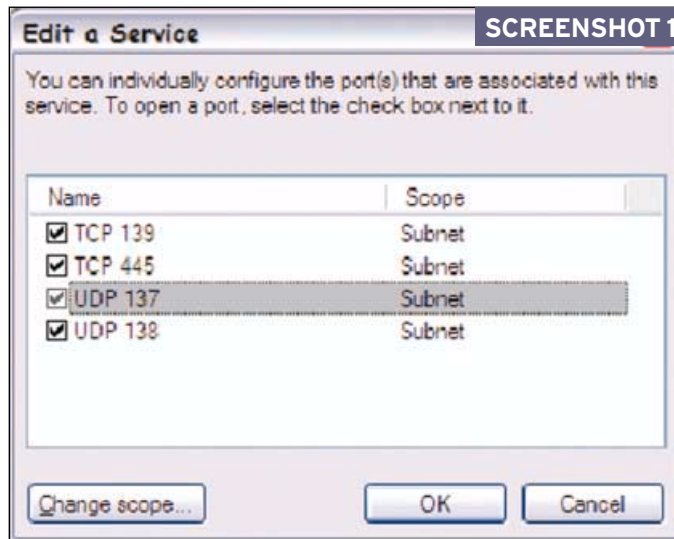 Edit a Service
SCREENSHOT 1
You can individually configure the port(s) that are associated with this
service. To open a port, select the check box next to it.
Name Scope
TCP 139 Subnet
TCP 445 Subnet
UDP 137 Subnet
UDP 138 Subnet
Change scope... OK Cancel